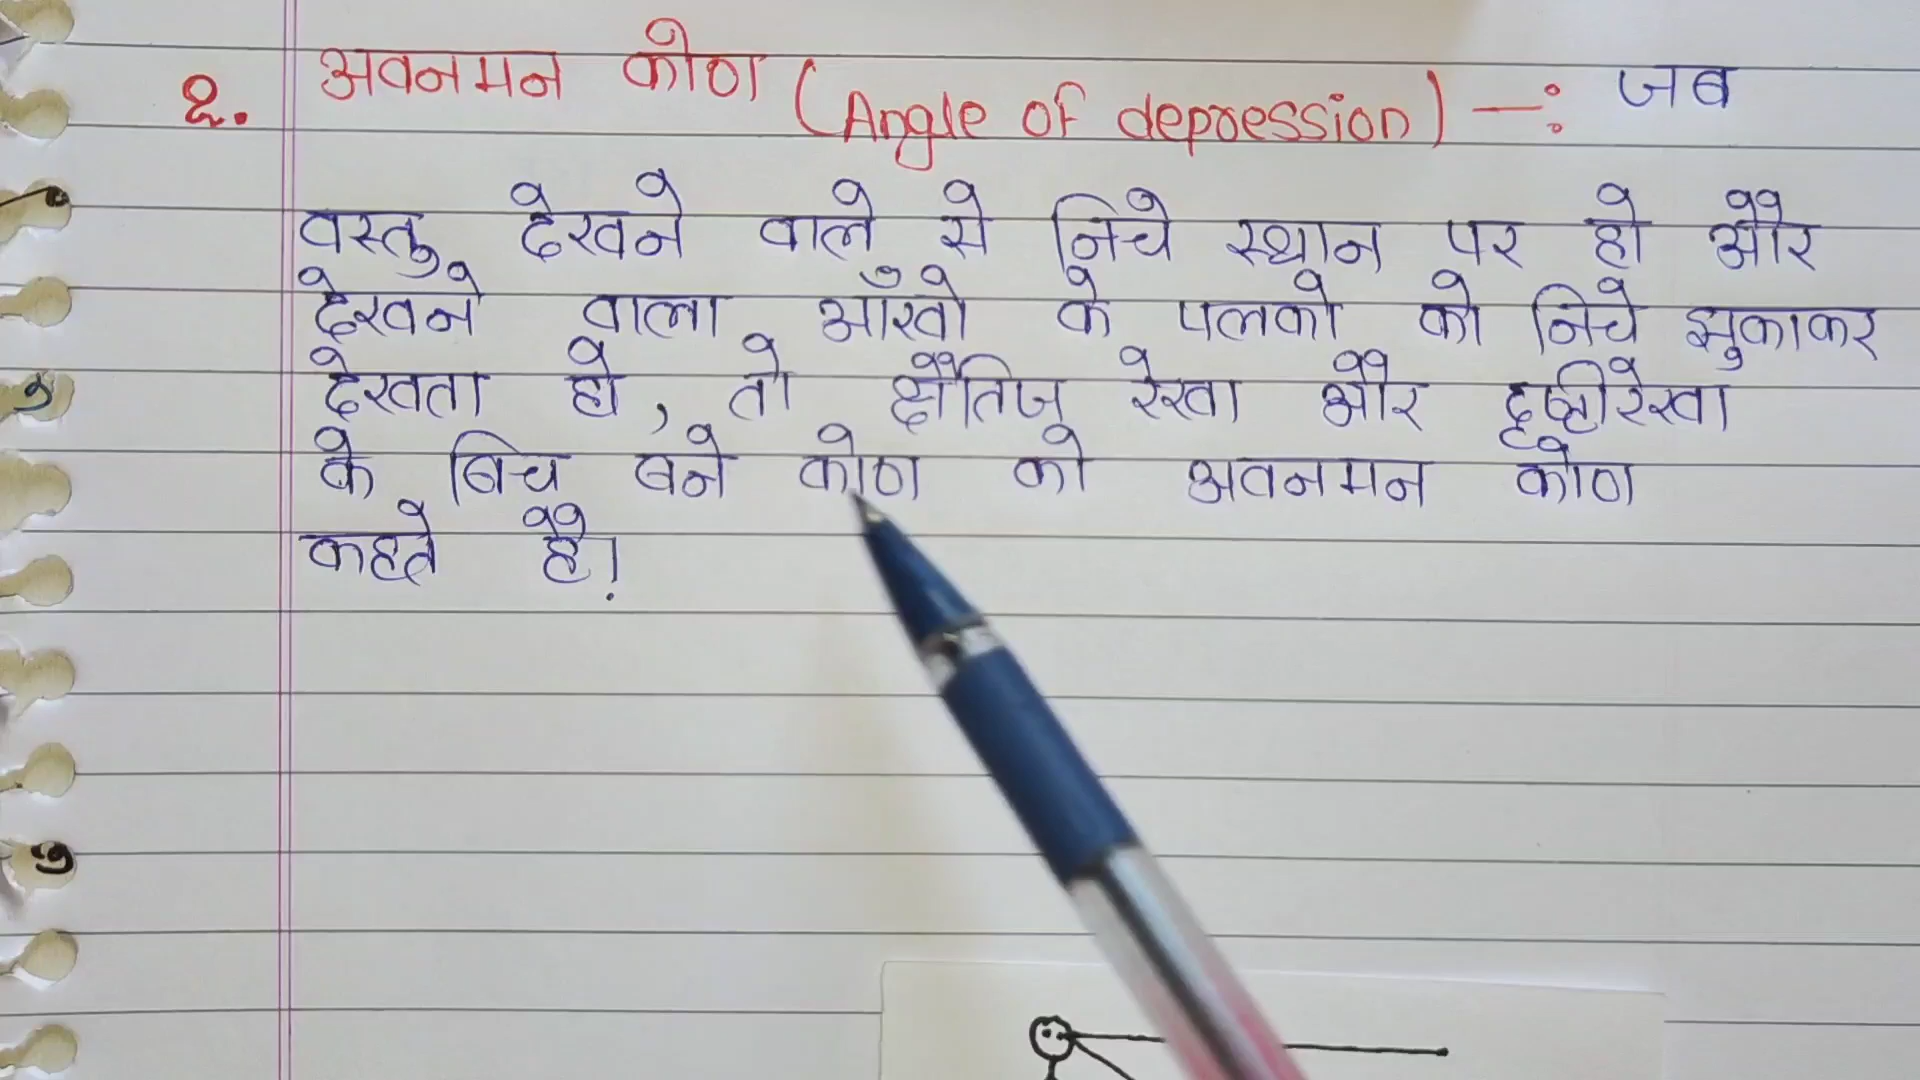 2. अवनमन कोण (Angle of depression) —: जब
वस्तु देखने वाले से निचे स्थान पर हो और
देखने वाला आँखो के पलको को निचे झुकाकर
देखता हो, तो क्षैतिज रेखा और दृष्टीरेखा
के बिच बने कोण को अवनमन कोण
कहते है।